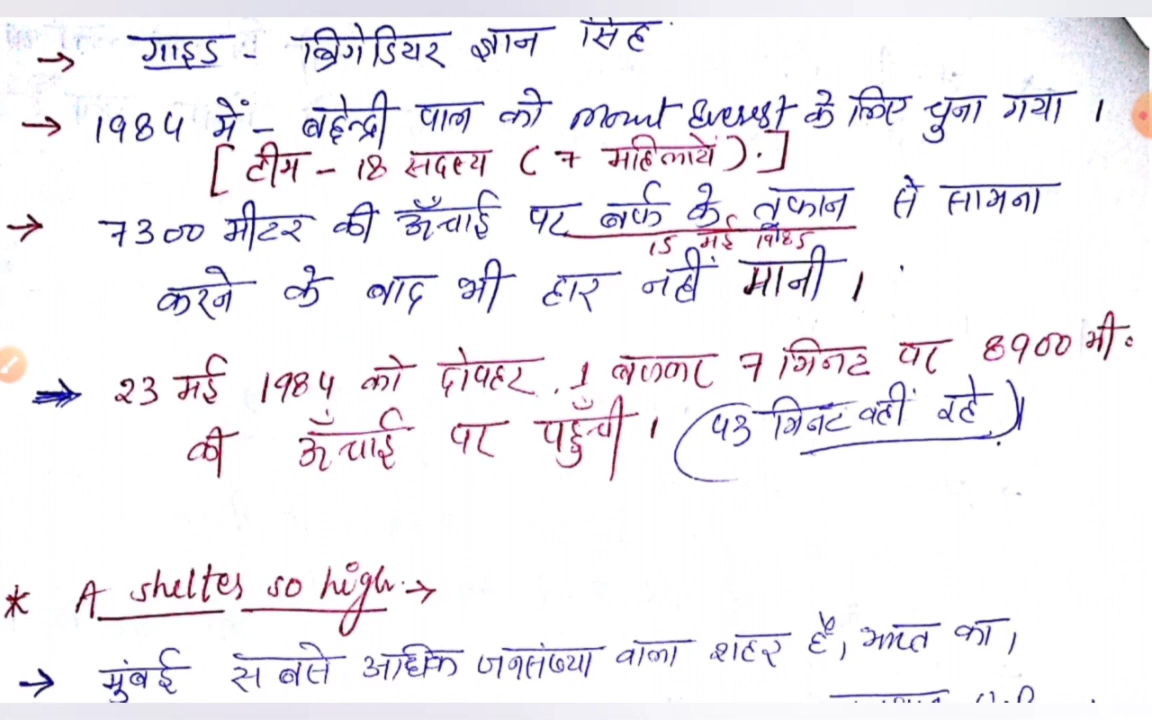 → गाइड - ब्रिगेडियर ज्ञान सिंह
→ 1984 में - बछेन्द्री पाल को Mount Everest के लिए चुना गया ।
[ टीम - 18 सदस्य ( 7 महिलायें ). ]
→ 7300 मीटर की ऊँचाई पर बर्फ के तूफान से सामना
15 मई 1985
करने के बाद भी हार नहीं मानी ।
→ 23 मई 1984 को दोपहर 1 बजकर 7 मिनट पर 8900 मी.
की ऊँचाई पर पहुँची । (43 मिनट वहीं रहे)।
* A shelter so high →
→ मुंबई सबसे अधिक जनसंख्या वाला शहर है, भारत का ।